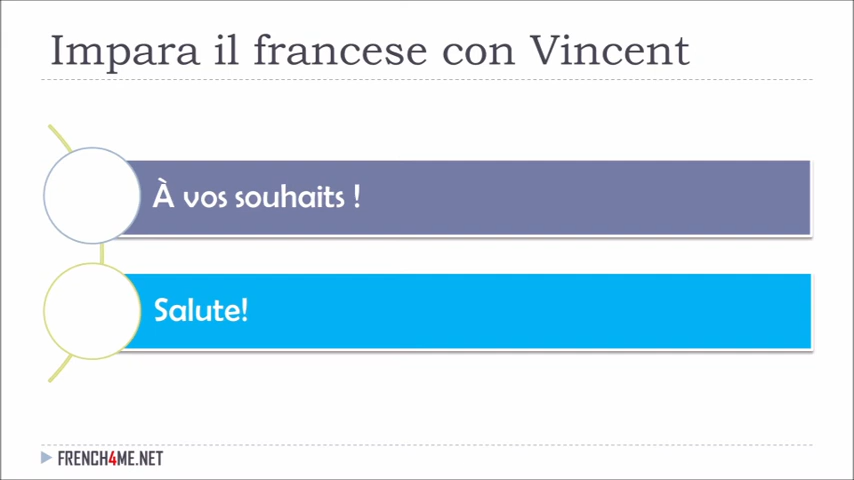 Impara il francese con Vincent
À vos souhaits !
Salute!
FRENCH4ME.NET